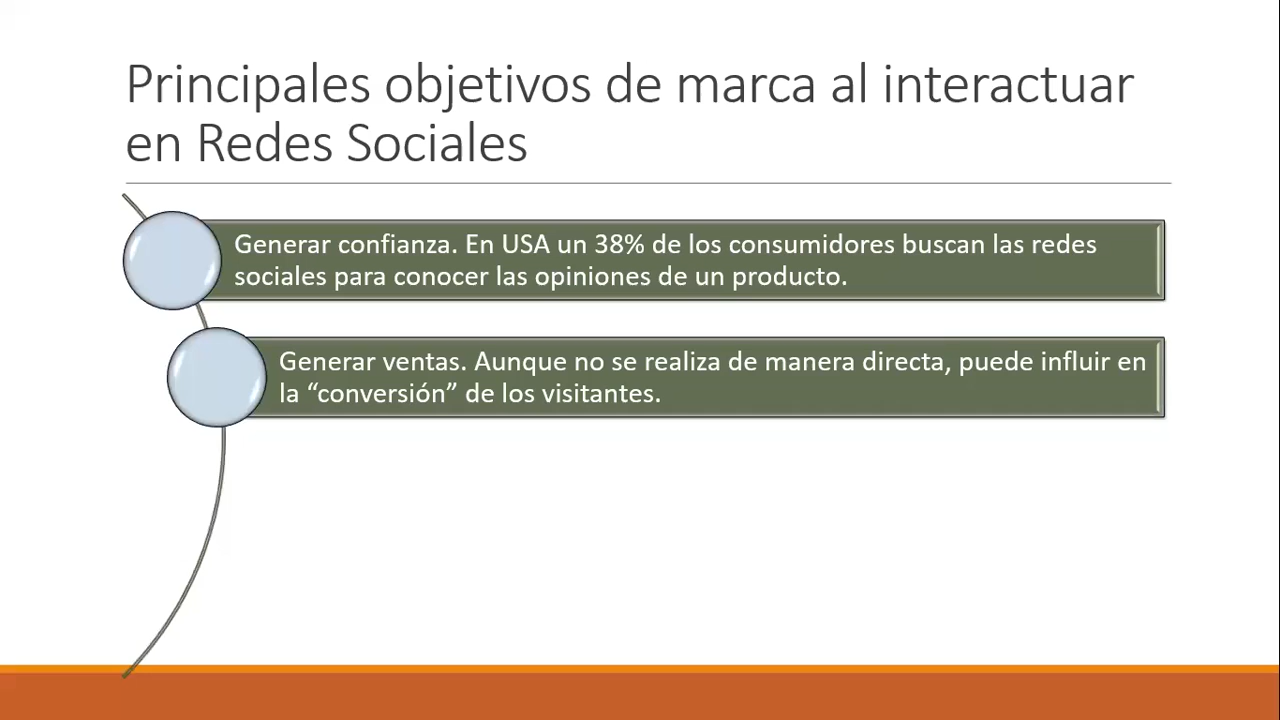 Principales objetivos de marca al interactuar
en Redes Sociales
Generar confianza. En USA un 38% de los consumidores buscan las redes
sociales para conocer las opiniones de un producto.
Generar ventas. Aunque no se realiza de manera directa, puede influir en
la “conversión” de los visitantes.